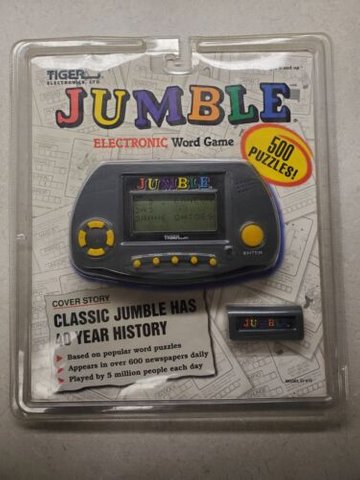 TIGER
ELECTRONICS, LTD.
JUMBLE
ELECTRONIC Word Game
500
PUZZLES!
JUMBLE
TIGER
ENTER
COVER STORY
CLASSIC JUMBLE HAS
40 YEAR HISTORY
Based on popular word puzzles
Appears in over 600 newspapers daily
Played by 5 million people each day
JUMBLE